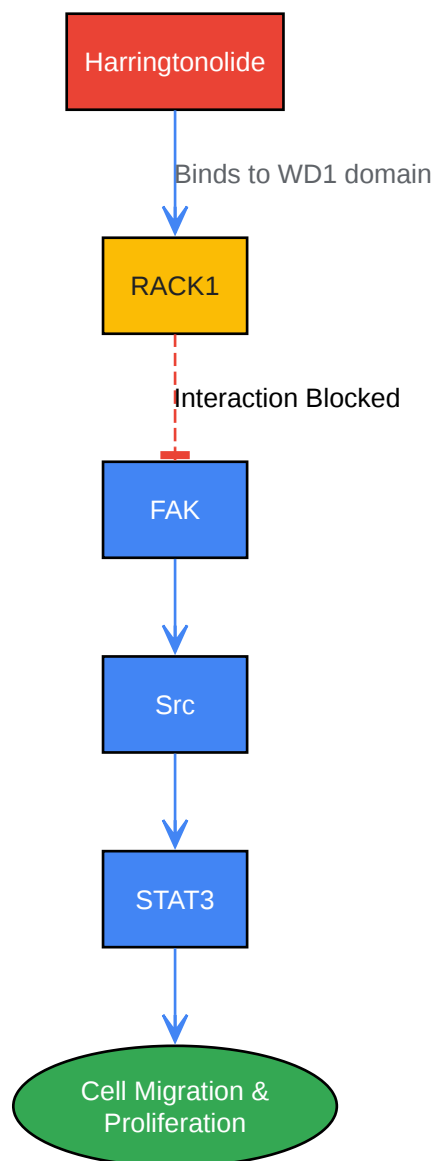 Harringtonolide
Binds to WD1 domain
RACK1
Interaction Blocked
FAK
Src
STAT3
Cell Migration &
Proliferation